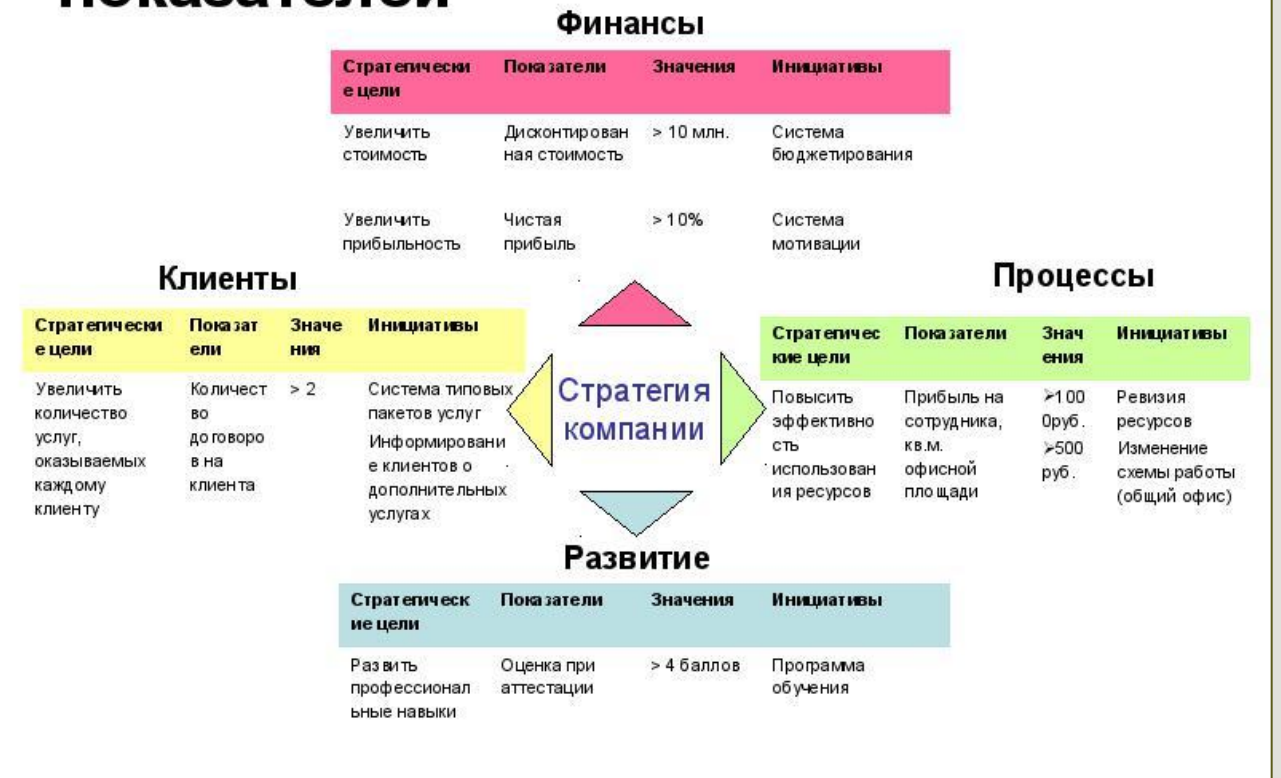 показателей
Финансы
Стратегически Показатели Значения Инициативы
е цели
Увеличить Дисконтирован > 10 млн. Система
стоимость ная стоимость бюджетирования
Увеличить Чистая > 10% Система
прибыльность прибыль мотивации
Клиенты
Стратегически Показат Значе Инициативы
е цели ели ния
Увеличить Количест > 2 Система типовых
количество во пакетов услуг
услуг, договоро Информировани
оказываемых в на е клиентов о
каждому клиента дополнительных
клиенту услугах
Стратегия
компании
Процессы
Стратегичес Показатели Знач Инициативы
кие цели ения
Повысить Прибыль на ➢100 Ревизия
эффективно сотрудника, 0руб. ресурсов
сть кв.м. ➢500 Изменение
использован офисной руб. схемы работы
ия ресурсов площади (общий офис)
Развитие
Стратегическ Показатели Значения Инициативы
ие цели
Развить Оценка при > 4 баллов Программа
профессионал аттестации обучения
ьные навыки